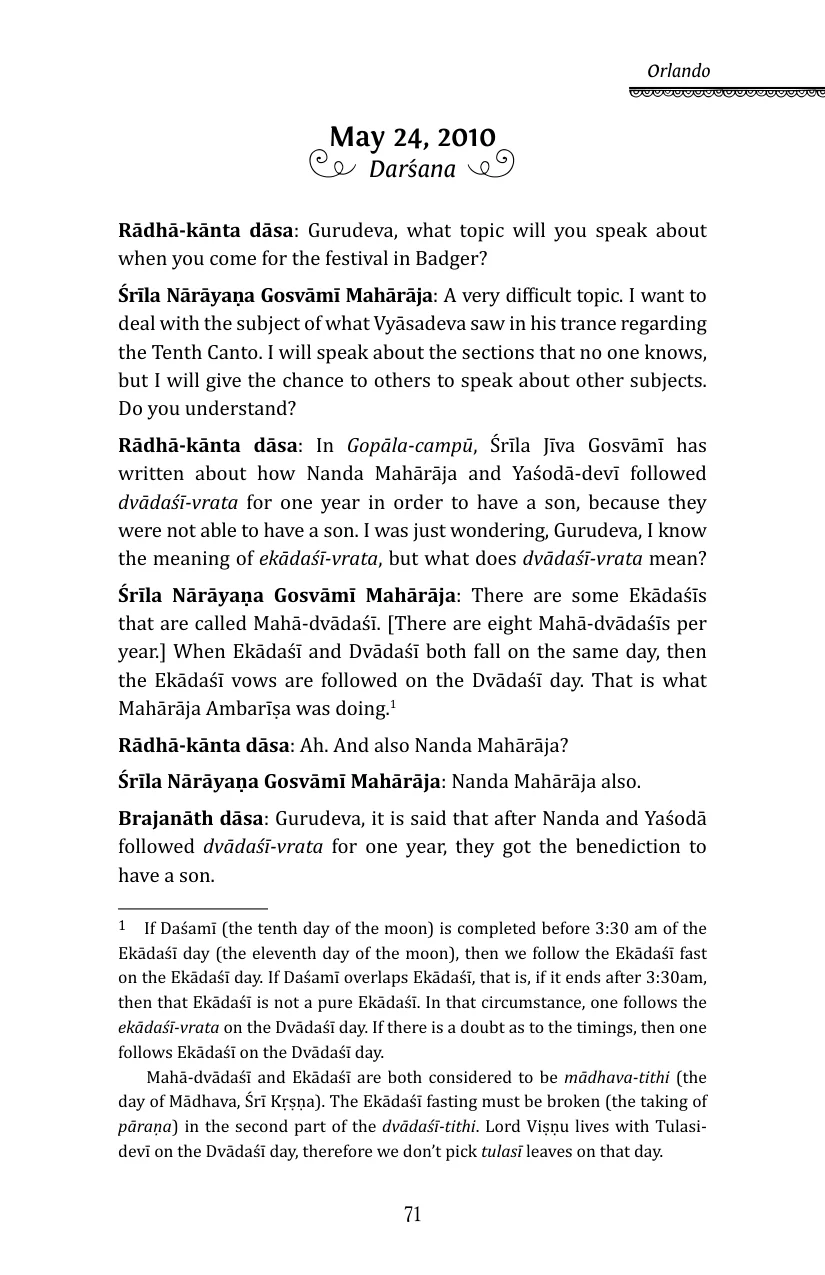 Orlando
May 24, 2010
Darśana
Rādhā-kānta dāsa: Gurudeva, what topic will you speak about
when you come for the festival in Badger?
Śrīla Nārāyaṇa Gosvāmī Mahārāja: A very difficult topic. I want to
deal with the subject of what Vyāsadeva saw in his trance regarding
the Tenth Canto. I will speak about the sections that no one knows,
but I will give the chance to others to speak about other subjects.
Do you understand?
Rādhā-kānta dāsa: In Gopāla-campū, Śrīla Jīva Gosvāmī has
written about how Nanda Mahārāja and Yaśodā-devī followed
dvādaśī-vrata for one year in order to have a son, because they
were not able to have a son. I was just wondering, Gurudeva, I know
the meaning of ekādaśī-vrata, but what does dvādaśī-vrata mean?
Śrīla Nārāyaṇa Gosvāmī Mahārāja: There are some Ekādaśīs
that are called Mahā-dvādaśī. [There are eight Mahā-dvādaśīs per
year.] When Ekādaśī and Dvādaśī both fall on the same day, then
the Ekādaśī vows are followed on the Dvādaśī day. That is what
Mahārāja Ambarīṣa was doing.1
Rādhā-kānta dāsa: Ah. And also Nanda Mahārāja?
Śrīla Nārāyaṇa Gosvāmī Mahārāja: Nanda Mahārāja also.
Brajanāth dāsa: Gurudeva, it is said that after Nanda and Yaśodā
followed dvādaśī-vrata for one year, they got the benediction to
have a son.
1 If Daśamī (the tenth day of the moon) is completed before 3:30 am of the
Ekādaśī day (the eleventh day of the moon), then we follow the Ekādaśī fast
on the Ekādaśī day. If Daśamī overlaps Ekādaśī, that is, if it ends after 3:30am,
then that Ekādaśī is not a pure Ekādaśī. In that circumstance, one follows the
ekādaśī-vrata on the Dvādaśī day. If there is a doubt as to the timings, then one
follows Ekādaśī on the Dvādaśī day.
Mahā-dvādaśī and Ekādaśī are both considered to be mādhava-tithi (the
day of Mādhava, Śrī Kṛṣṇa). The Ekādaśī fasting must be broken (the taking of
pāraṇa) in the second part of the dvādaśī-tithi. Lord Viṣṇu lives with Tulasi-
devī on the Dvādaśī day, therefore we don’t pick tulasī leaves on that day.
71